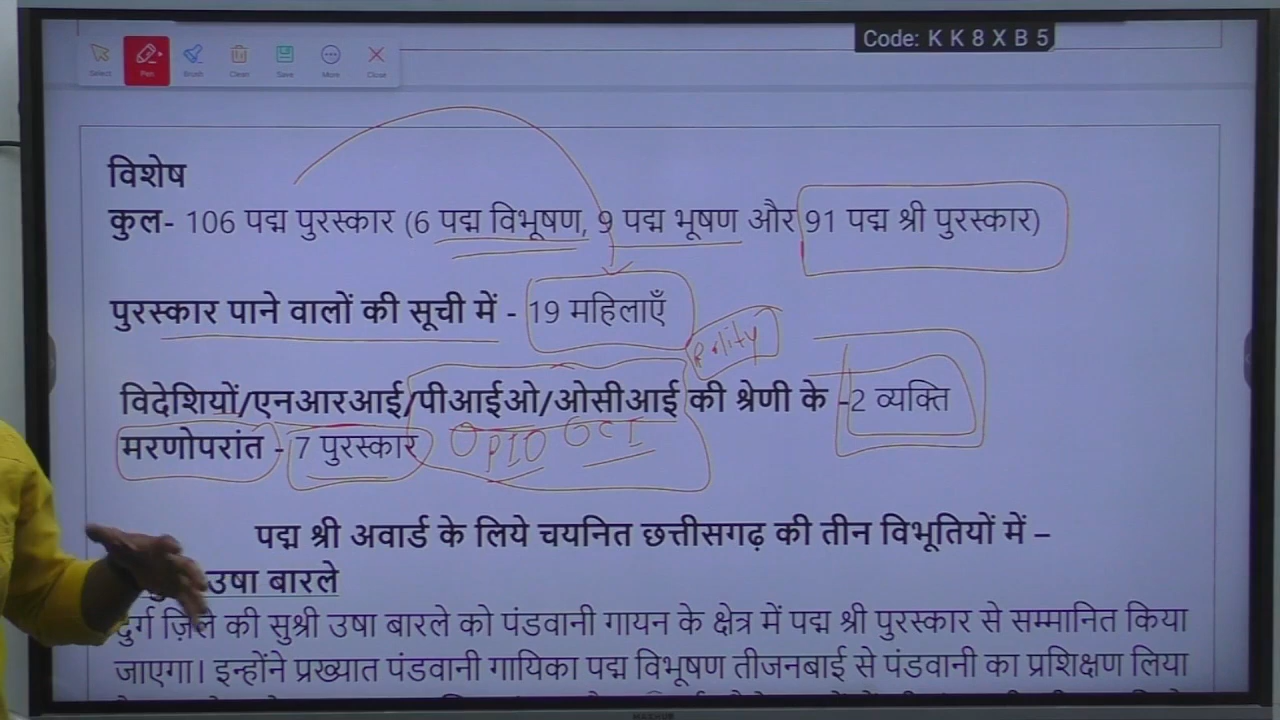 Code: K K 8 X B 5
Select Pen Brush Clean Save More Close
विशेष
कुल- 106 पद्म पुरस्कार (6 पद्म विभूषण, 9 पद्म भूषण और 91 पद्म श्री पुरस्कार)
पुरस्कार पाने वालों की सूची में - 19 महिलाएँ
Polity
विदेशियों/एनआरआई/पीआईओ/ओसीआई की श्रेणी के -2 व्यक्ति
मरणोपरांत - 7 पुरस्कार PIO OCI
पद्म श्री अवार्ड के लिये चयनित छत्तीसगढ़ की तीन विभूतियों में –
उषा बारले
दुर्ग ज़िले की सुश्री उषा बारले को पंडवानी गायन के क्षेत्र में पद्म श्री पुरस्कार से सम्मानित किया
जाएगा। इन्होंने प्रख्यात पंडवानी गायिका पद्म विभूषण तीजनबाई से पंडवानी का प्रशिक्षण लिया